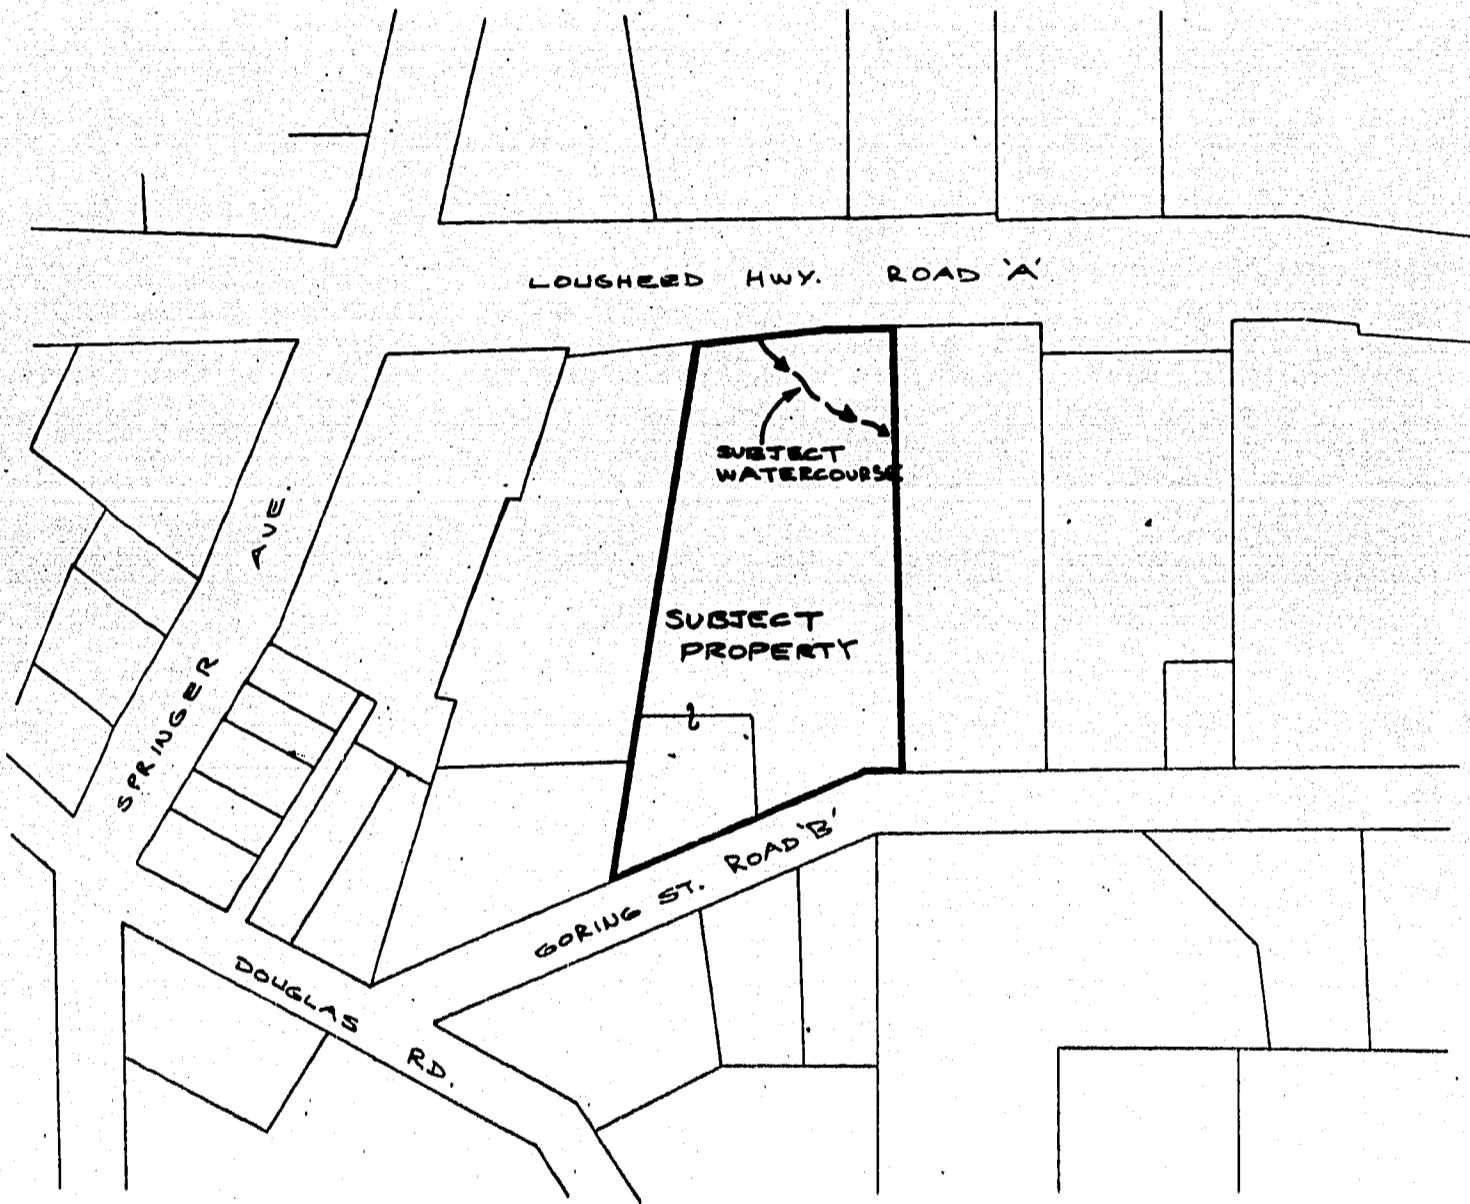 LOUGHEED HWY. ROAD 'A'
SUBJECT
WATERCOURSE
AVE.
SUBJECT
PROPERTY
SPRINGER
GORING ST. ROAD 'B'
DOUGLAS RD.